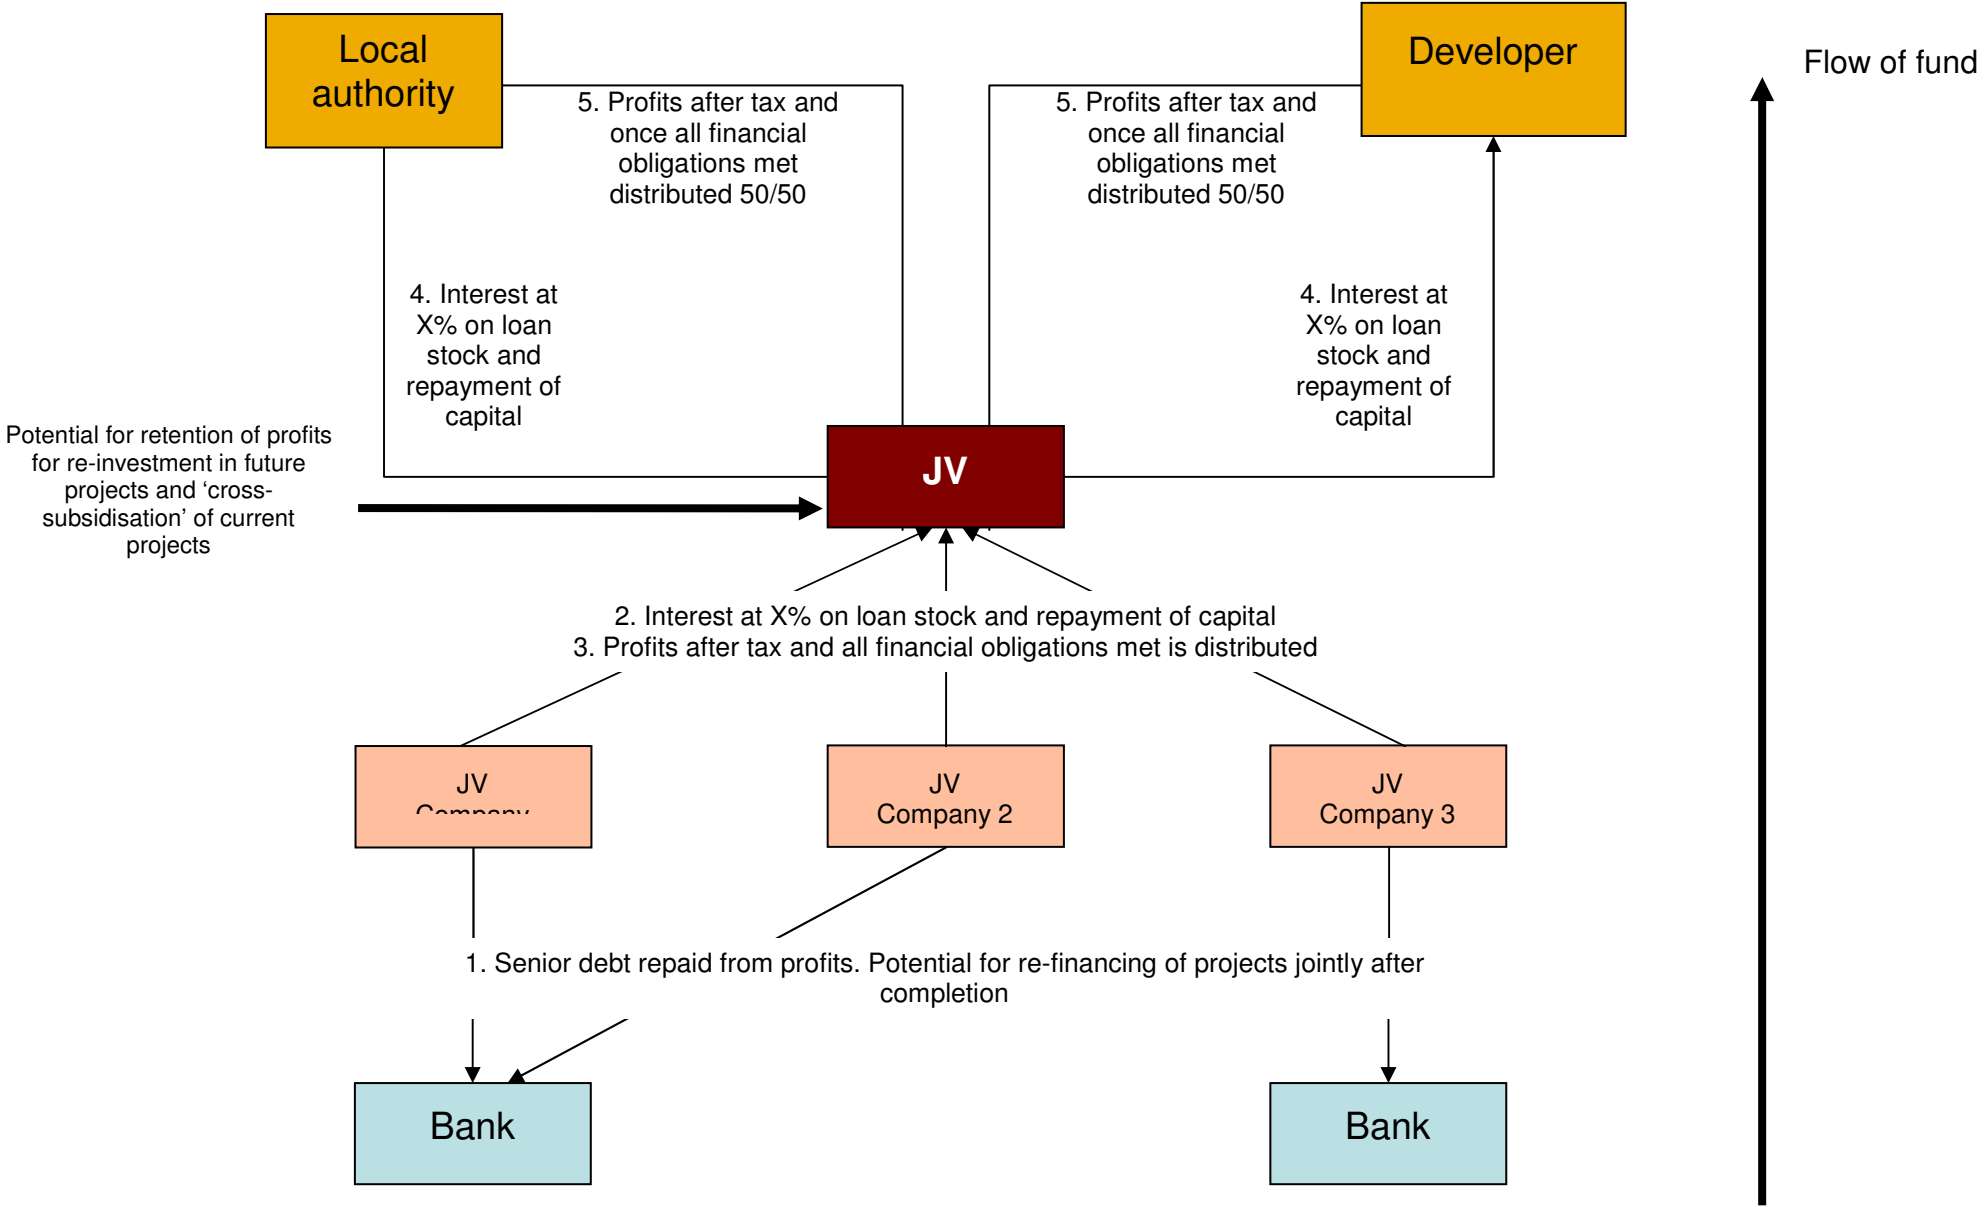 Local
authority
Developer
Flow of fund
5. Profits after tax and
once all financial
obligations met
distributed 50/50
5. Profits after tax and
once all financial
obligations met
distributed 50/50
4. Interest at
X% on loan
stock and
repayment of
capital
4. Interest at
X% on loan
stock and
repayment of
capital
Potential for retention of profits
for re-investment in future
projects and ‘cross-
subsidisation’ of current
projects
JV
2. Interest at X% on loan stock and repayment of capital
3. Profits after tax and all financial obligations met is distributed
JV
Company
JV
Company 2
JV
Company 3
1. Senior debt repaid from profits. Potential for re-financing of projects jointly after
completion
Bank
Bank